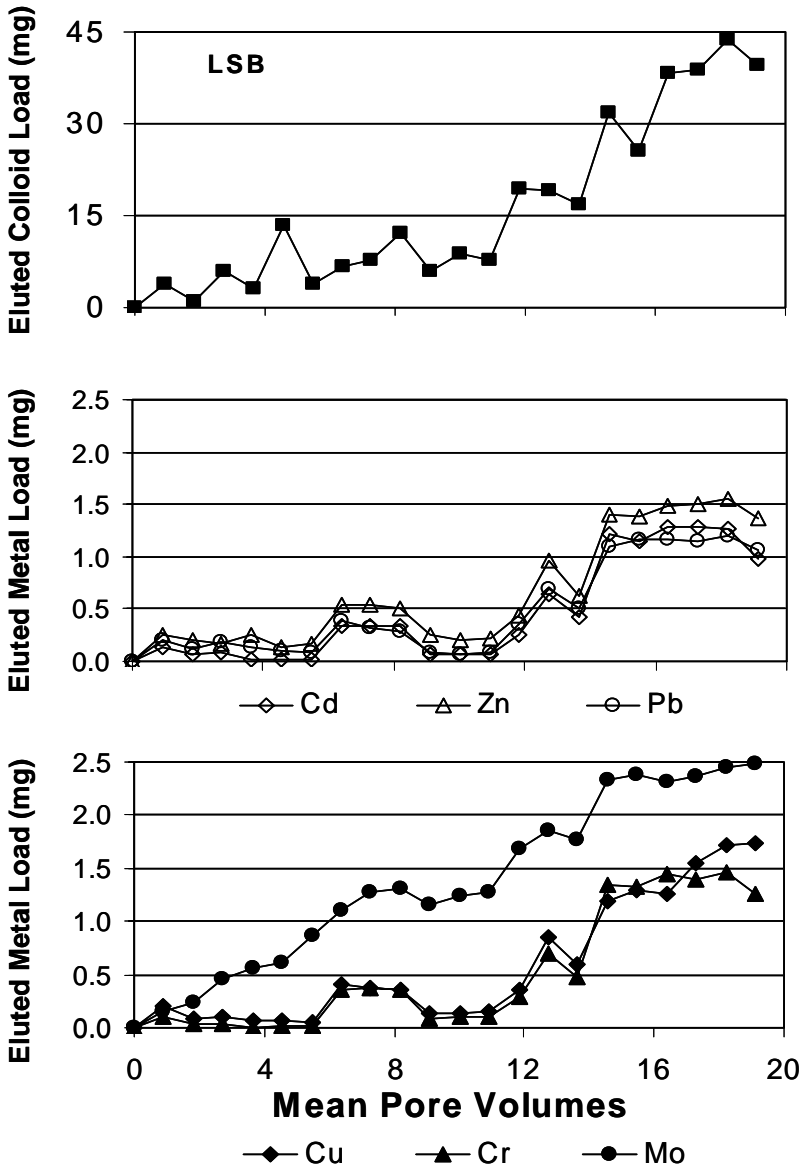 Eluted Colloid Load (mg)
45
30
15
0
LSB
Eluted Metal Load (mg)
2.5
2.0
1.5
1.0
0.5
0.0
Cd Zn Pb
Eluted Metal Load (mg)
2.5
2.0
1.5
1.0
0.5
0.0
0 4 8 12 16 20
Mean Pore Volumes
Cu Cr Mo